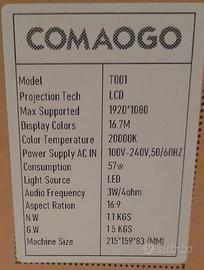 COMAOGO
Model T001
Projection Tech LCD
Max Supported 1920*1080
Display Colors 16.7M
Color Temperature 20000K
Power Supply AC IN 100V-240V,50/60HZ
Consumption 57w
Light Source LED
Audio Frequency 3W/4ohm
Aspect Ration 16:9
N.W. 1.1 KGS
G.W. 1.5 KGS
Machine Size 215*159*83 (MM)
Subito